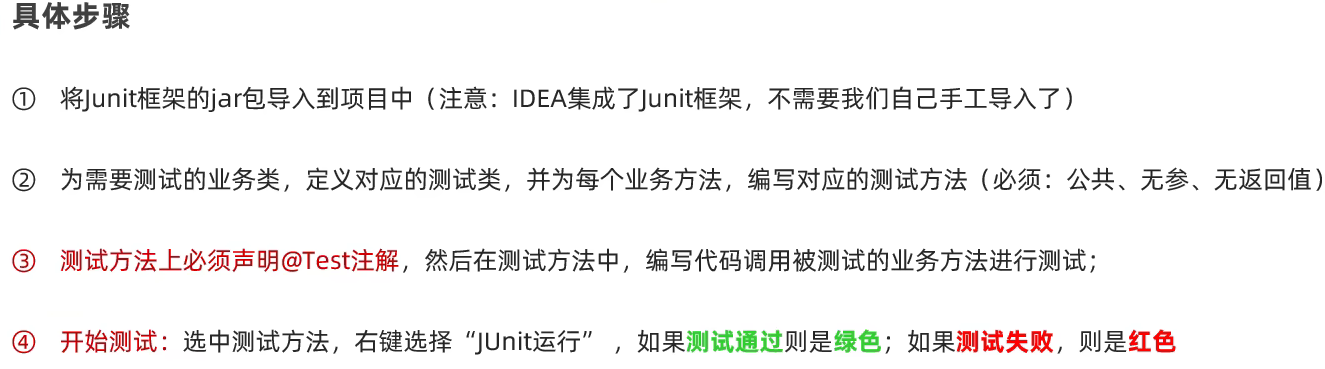 具体步骤
① 将Junit框架的jar包导入到项目中（注意：IDEA集成了Junit框架，不需要我们自己手工导入了）
② 为需要测试的业务类，定义对应的测试类，并为每个业务方法，编写对应的测试方法（必须：公共、无参、无返回值）
③ 测试方法上必须声明@Test注解，然后在测试方法中，编写代码调用被测试的业务方法进行测试；
④ 开始测试：选中测试方法，右键选择“JUnit运行” ，如果测试通过则是绿色；如果测试失败，则是红色